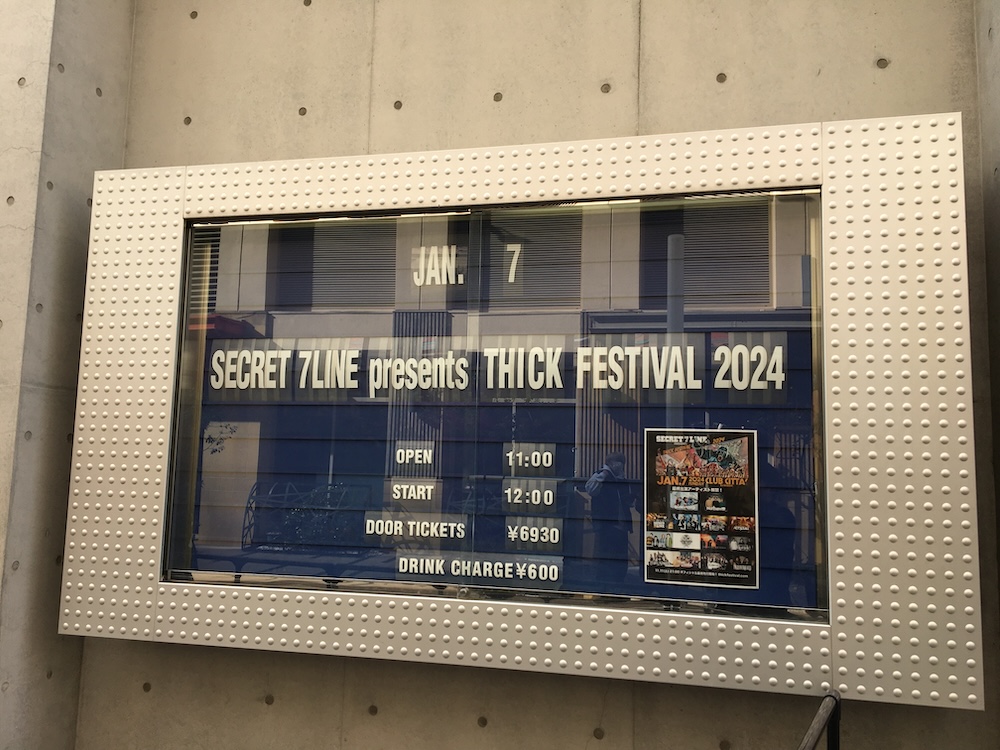 JAN. 7
SECRET 7LINE presents THICK FESTIVAL 2024
OPEN 11:00
START 12:00
DOOR TICKETS ¥6930
DRINK CHARGE ¥600
SECRET 7LINE
JAN.7 2024 CLUB CITTA'